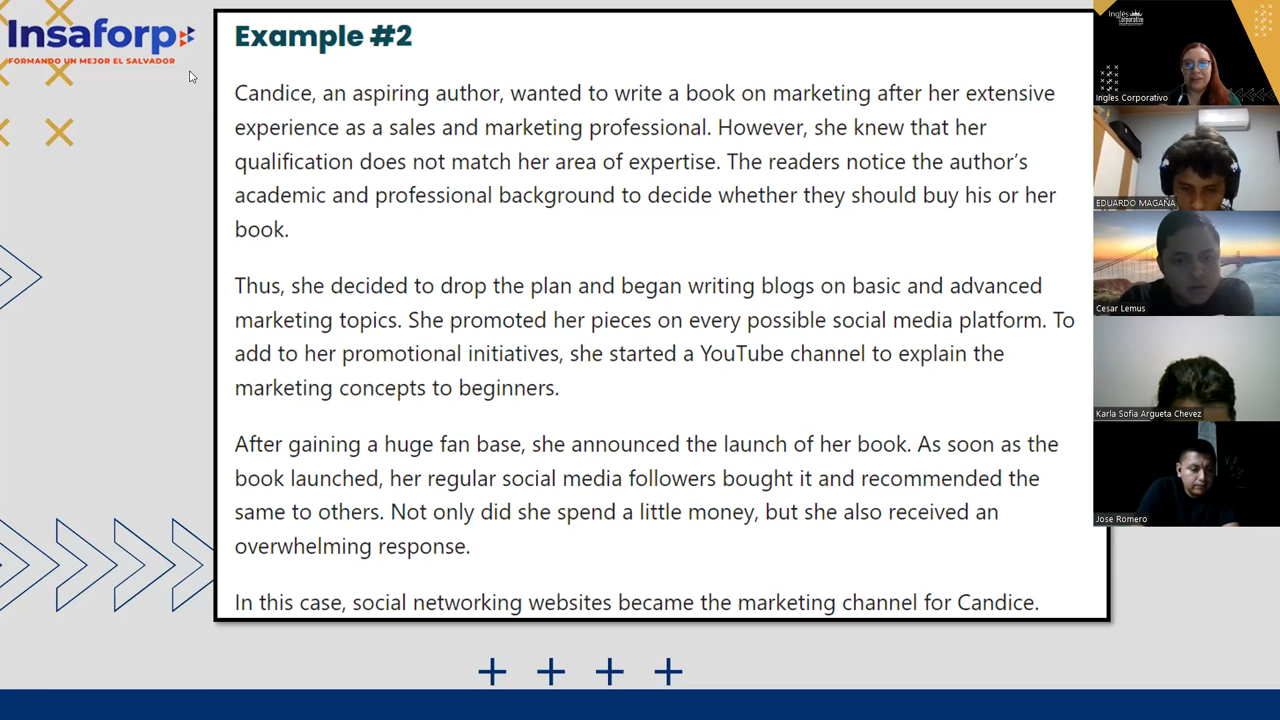 Insaforp
FORMANDO UN MEJOR EL SALVADOR
Example #2
Candice, an aspiring author, wanted to write a book on marketing after her extensive
experience as a sales and marketing professional. However, she knew that her
qualification does not match her area of expertise. The readers notice the author’s
academic and professional background to decide whether they should buy his or her
book.
Thus, she decided to drop the plan and began writing blogs on basic and advanced
marketing topics. She promoted her pieces on every possible social media platform. To
add to her promotional initiatives, she started a YouTube channel to explain the
marketing concepts to beginners.
After gaining a huge fan base, she announced the launch of her book. As soon as the
book launched, her regular social media followers bought it and recommended the
same to others. Not only did she spend a little money, but she also received an
overwhelming response.
In this case, social networking websites became the marketing channel for Candice.
Inglés
Corporativo
Ingles Corporativo
EDUARDO MAGAÑA
Cesar Lemus
Karla Sofia Argueta Chevez
Jose Romero